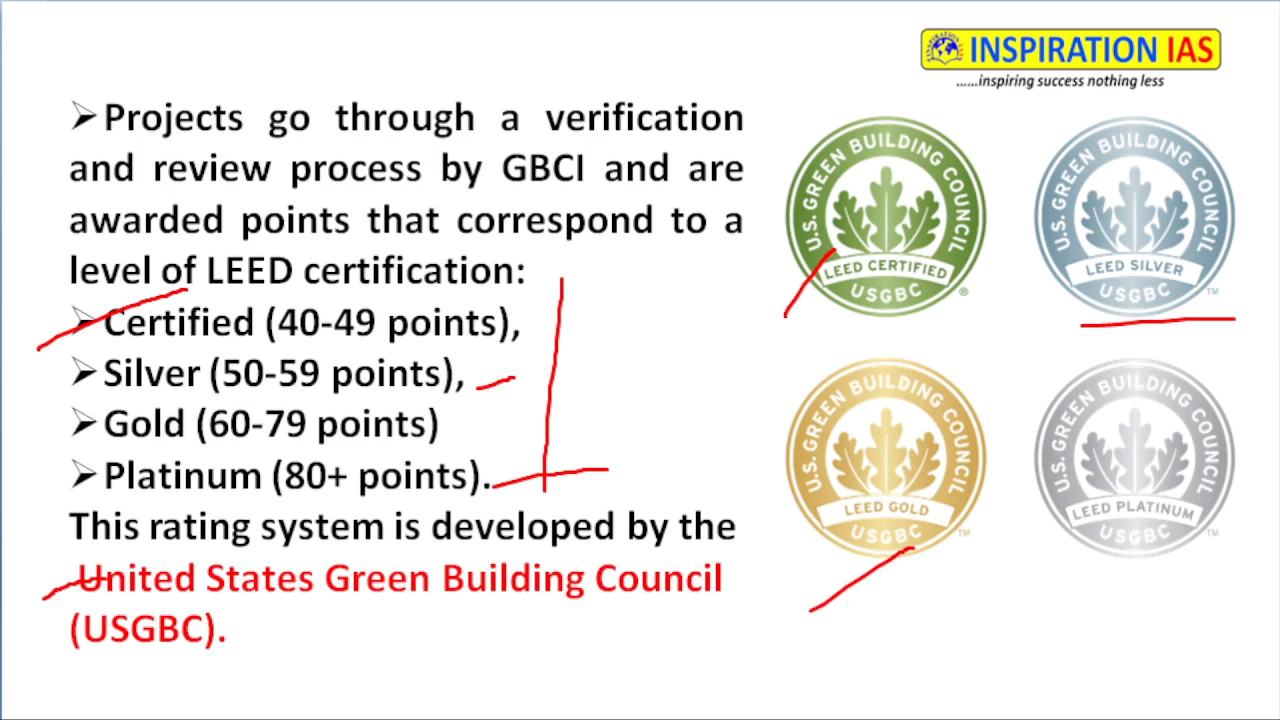 INSPIRATION IAS
......inspiring success nothing less
➢Projects go through a verification
and review process by GBCI and are
awarded points that correspond to a
level of LEED certification:
➢Certified (40-49 points),
➢Silver (50-59 points),
➢Gold (60-79 points)
➢Platinum (80+ points).
This rating system is developed by the
United States Green Building Council
(USGBC).
U.S. GREEN BUILDING COUNCIL
LEED CERTIFIED
USGBC
®
U.S. GREEN BUILDING COUNCIL
LEED SILVER
USGBC
™
U.S. GREEN BUILDING COUNCIL
LEED GOLD
USGBC
™
U.S. GREEN BUILDING COUNCIL
LEED PLATINUM
USGBC
™